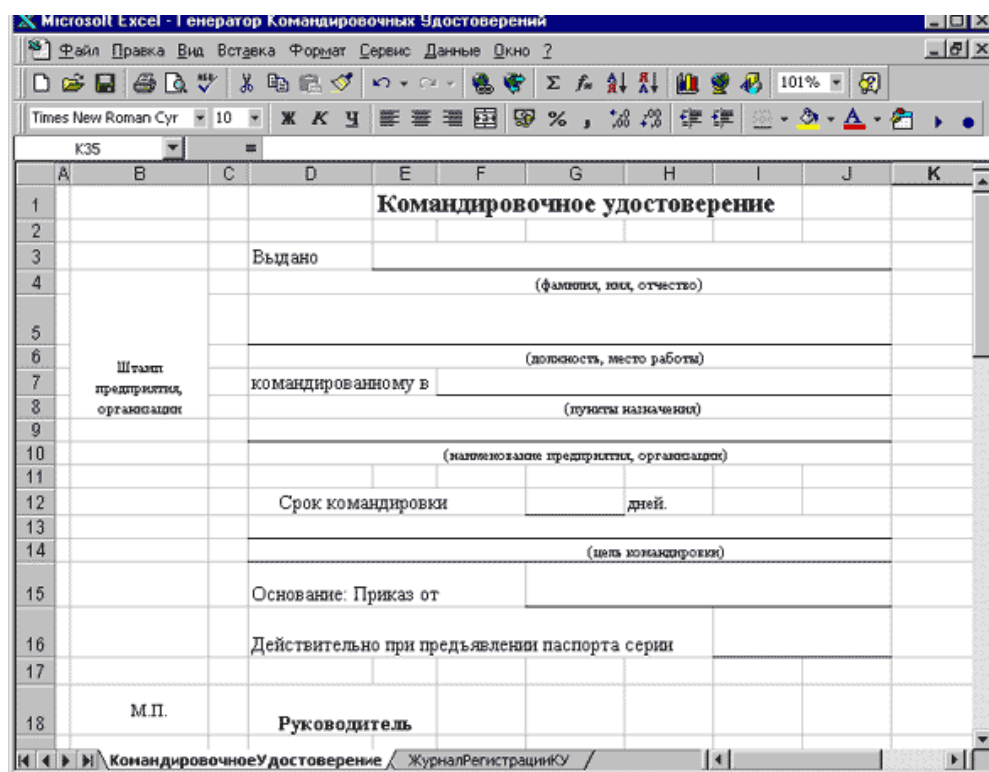 Microsoft Excel - Генератор Командировочных Удостоверений
Файл Правка Вид Вставка Формат Сервис Данные Окно ?
101%
Times New Roman Cyr 10 Ж К Ч % ,
K35 =
A B C D E F G H I J K
1 Командировочное удостоверение
2
3 Выдано
4 (фамилия, имя, отчество)
5
6 (должность, место работы)
Штамп
7 командированному в
предприятия,
8 организации (пункты назначения)
9
10 (наименование предприятия, организации)
11
12 Срок командировки дней.
13
14 (цель командировки)
15 Основание: Приказ от
16 Действительно при предъявлении паспорта серии
17
18 М.П. Руководитель
КомандировочноеУдостоверение ЖурналРегистрацииКУ